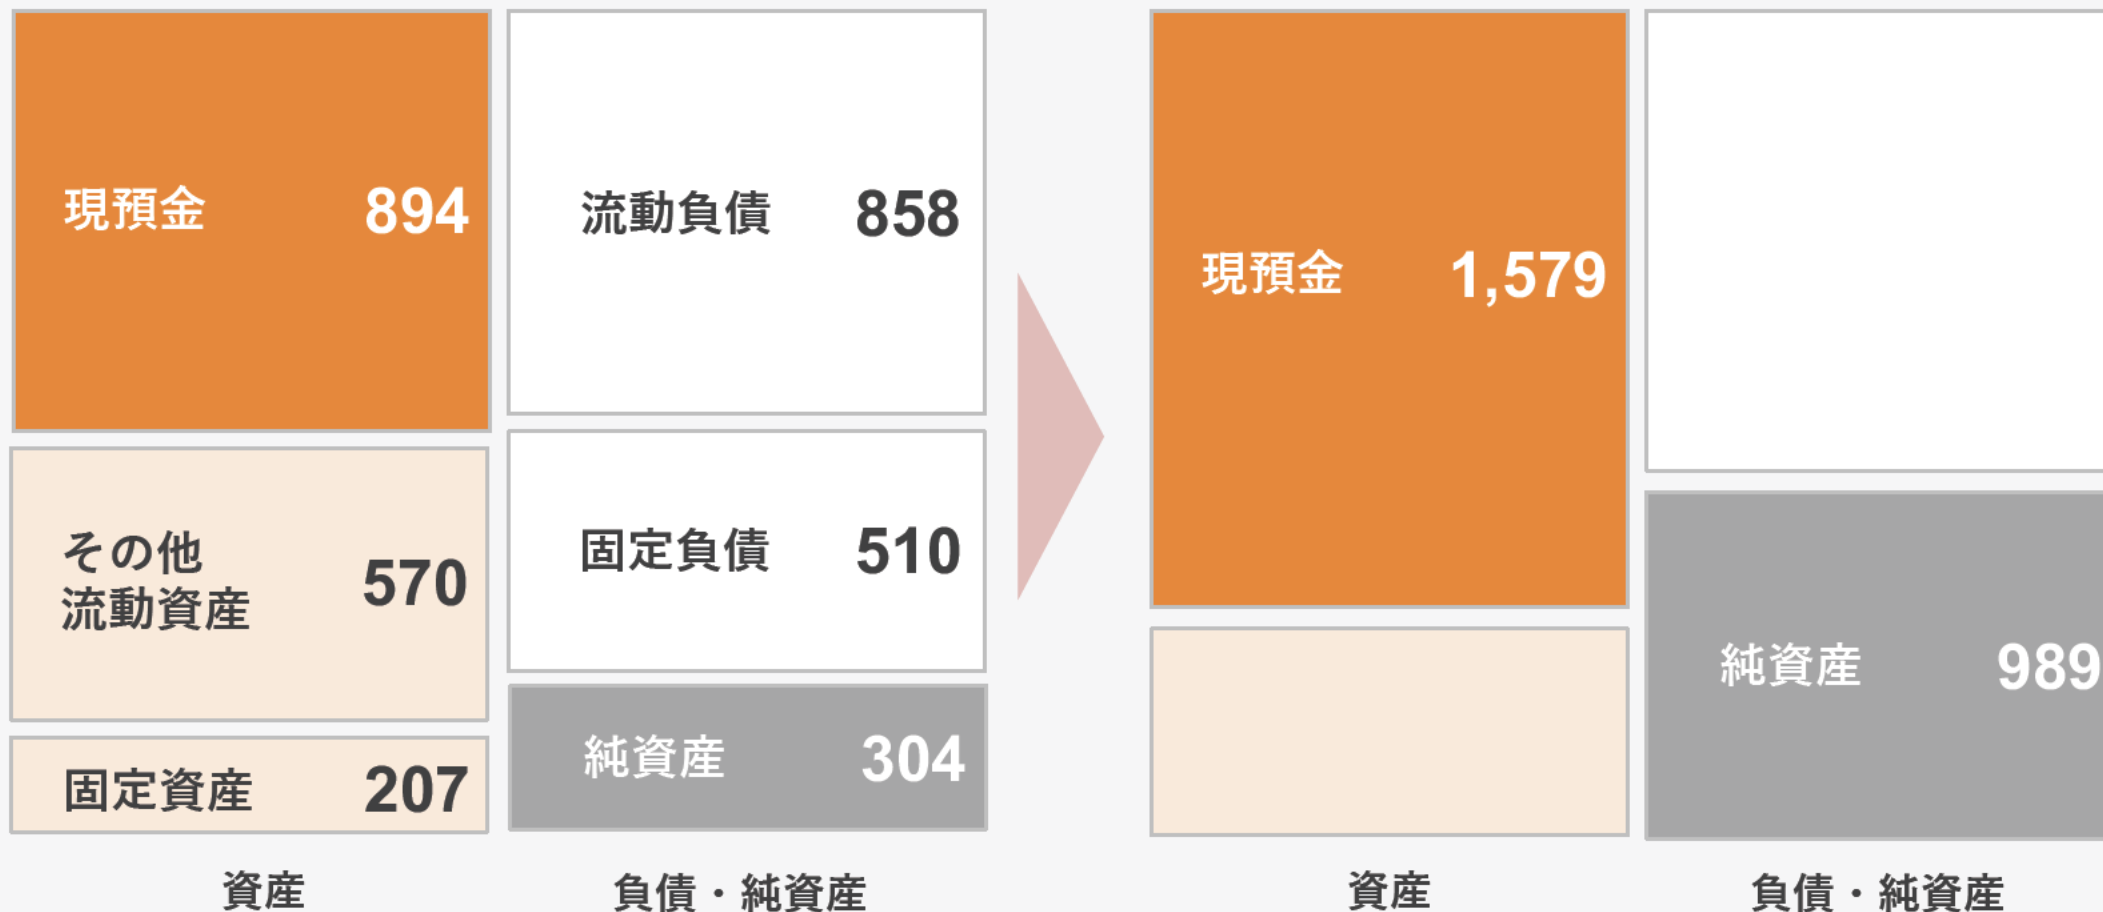 現預金 894
流動負債 858
その他
流動資産 570
固定負債 510
固定資産 207
純資産 304
資産
負債・純資産
現預金 1,579
純資産 989
資産
負債・純資産